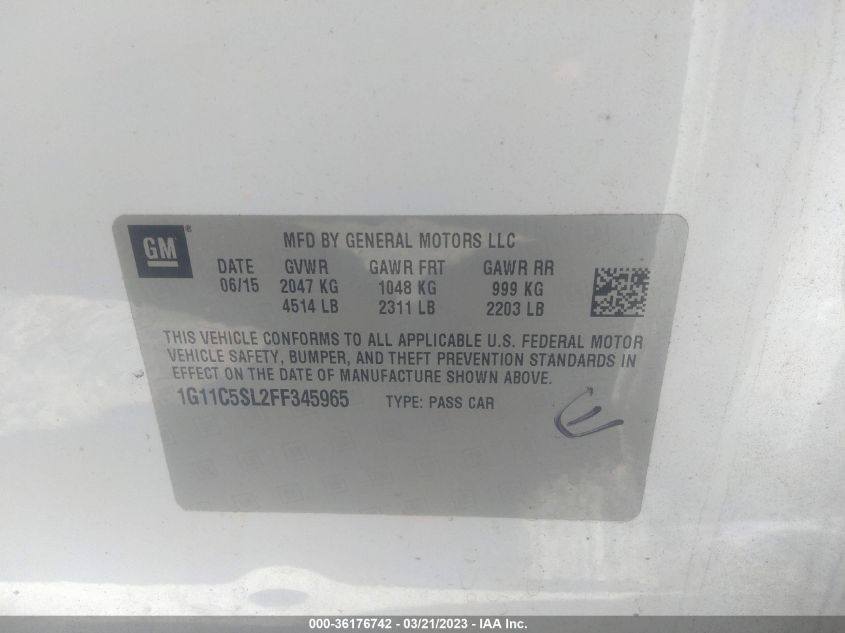 GM®
MFD BY GENERAL MOTORS LLC
DATE GVWR GAWR FRT GAWR RR
06/15 2047 KG 1048 KG 999 KG
4514 LB 2311 LB 2203 LB
THIS VEHICLE CONFORMS TO ALL APPLICABLE U.S. FEDERAL MOTOR
VEHICLE SAFETY, BUMPER, AND THEFT PREVENTION STANDARDS IN
EFFECT ON THE DATE OF MANUFACTURE SHOWN ABOVE.
1G11C5SL2FF345965 TYPE: PASS CAR
000-36176742 - 03/21/2023 - IAA Inc.